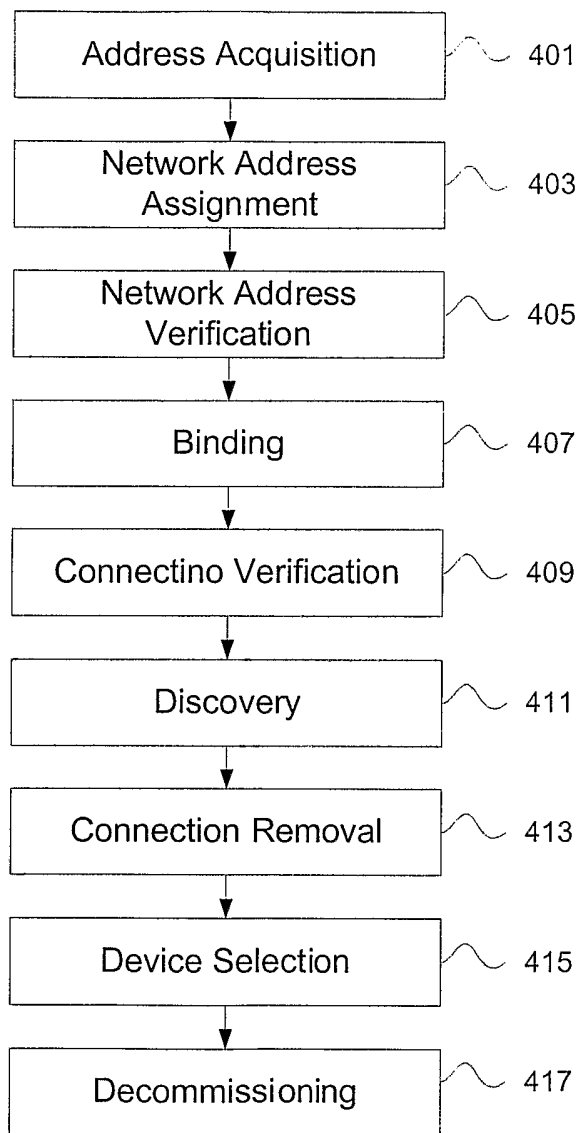 Address Acquisition 401
Network Address
Assignment 403
Network Address
Verification 405
Binding 407
Connectino Verification 409
Discovery 411
Connection Removal 413
Device Selection 415
Decommissioning 417